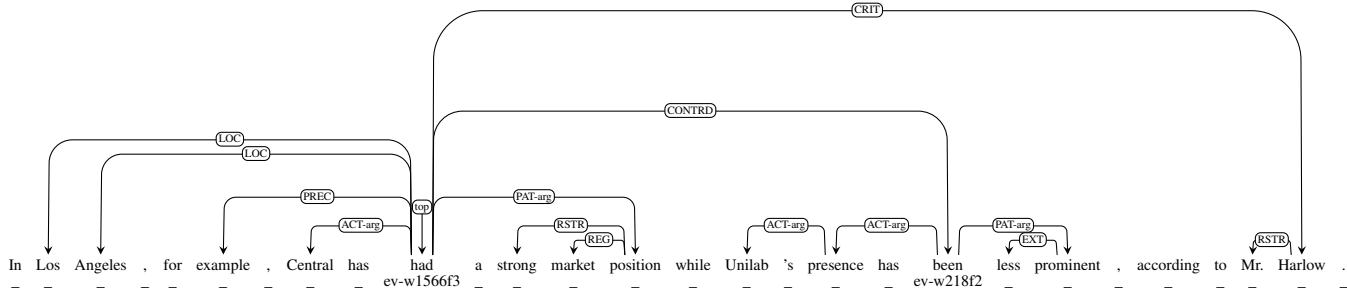 CRIT
CONTRD
LOC
LOC
PREC top PAT-arg
ACT-arg RSTR ACT-arg ACT-arg PAT-arg
REG EXT RSTR
In Los Angeles , for example , Central has had a strong market position while Unilab 's presence has been less prominent , according to Mr. Harlow .
_ _ _ _ _ _ _ _ _ ev-w1566f3 _ _ _ _ _ _ _ _ _ ev-w218f2 _ _ _ _ _ _ _ _